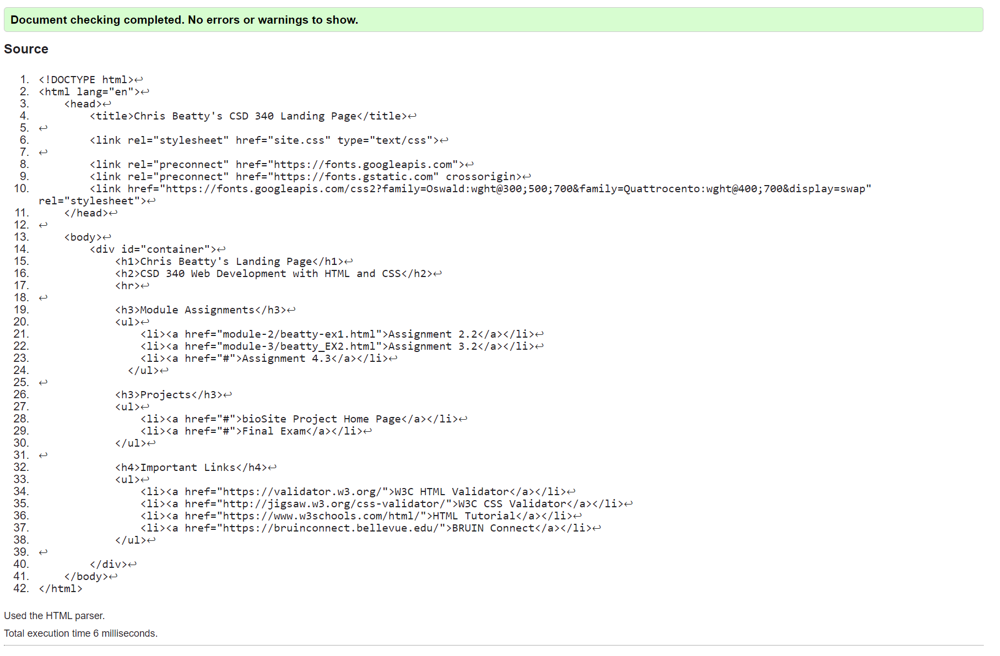 Document checking completed. No errors or warnings to show.
Source
1. <!DOCTYPE html>↩
2. <html lang="en">↩
3.     <head>↩
4.         <title>Chris Beatty's CSD 340 Landing Page</title>↩
5. ↩
6.         <link rel="stylesheet" href="site.css" type="text/css">↩
7. ↩
8.         <link rel="preconnect" href="https://fonts.googleapis.com">↩
9.         <link rel="preconnect" href="https://fonts.gstatic.com" crossorigin>↩
10.         <link href="https://fonts.googleapis.com/css2?family=Oswald:wght@300;500;700&family=Quattrocento:wght@400;700&display=swap"
rel="stylesheet">↩
11.     </head>↩
12. ↩
13.     <body>↩
14.         <div id="container">↩
15.             <h1>Chris Beatty's Landing Page</h1>↩
16.             <h2>CSD 340 Web Development with HTML and CSS</h2>↩
17.             <hr>↩
18. ↩
19.             <h3>Module Assignments</h3>↩
20.             <ul>↩
21.                 <li><a href="module-2/beatty-ex1.html">Assignment 2.2</a></li>↩
22.                 <li><a href="module-3/beatty_EX2.html">Assignment 3.2</a></li>↩
23.                 <li><a href="#">Assignment 4.3</a></li>↩
24.               </ul>↩
25. ↩
26.             <h3>Projects</h3>↩
27.             <ul>↩
28.                 <li><a href="#">bioSite Project Home Page</a></li>↩
29.                 <li><a href="#">Final Exam</a></li>↩
30.             </ul>↩
31. ↩
32.             <h4>Important Links</h4>↩
33.             <ul>↩
34.                 <li><a href="https://validator.w3.org/">W3C HTML Validator</a></li>↩
35.                 <li><a href="http://jigsaw.w3.org/css-validator/">W3C CSS Validator</a></li>↩
36.                 <li><a href="https://www.w3schools.com/html/">HTML Tutorial</a></li>↩
37.                 <li><a href="https://bruinconnect.bellevue.edu/">BRUIN Connect</a></li>↩
38.             </ul>↩
39. ↩
40.         </div>↩
41.     </body>↩
42. </html>
Used the HTML parser.
Total execution time 6 milliseconds.